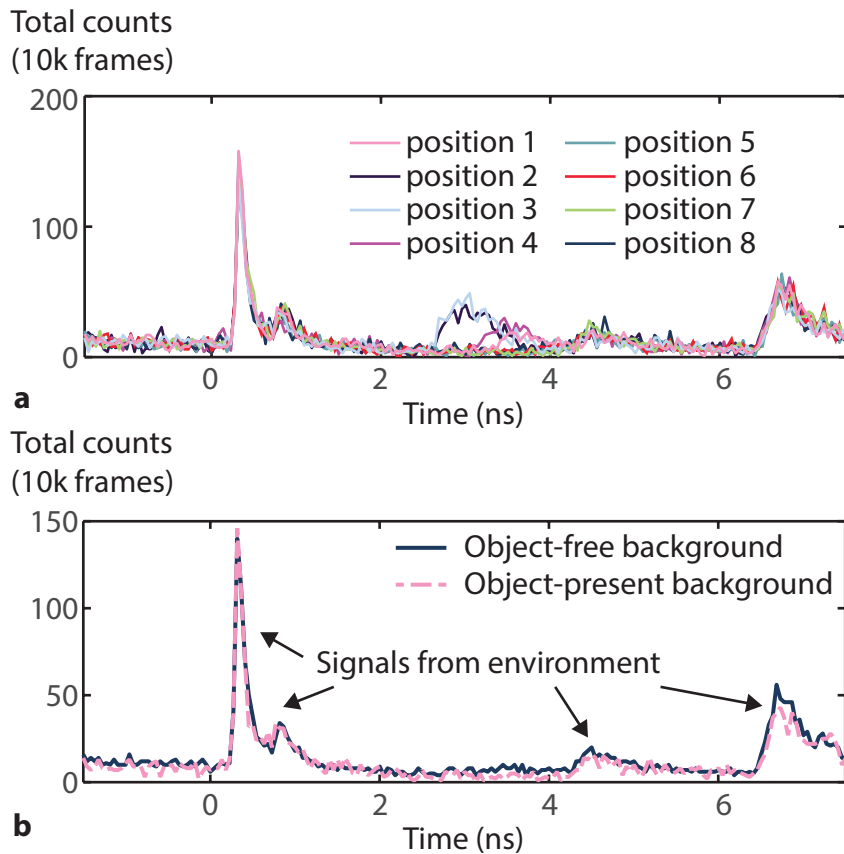 Total counts
(10k frames)
200
100
0
position 1
position 2
position 3
position 4
position 5
position 6
position 7
position 8
0 2 4 6
a
Time (ns)
Total counts
(10k frames)
150
100
50
0
Object-free background
Object-present background
Signals from environment
0 2 4 6
b
Time (ns)